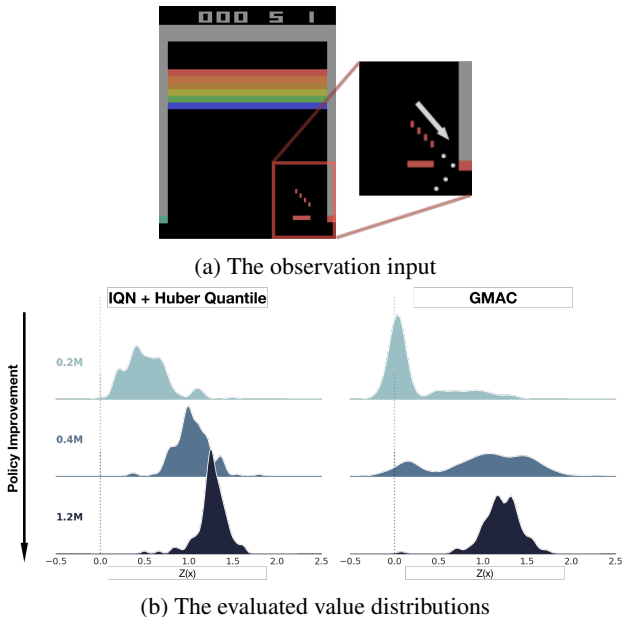 000 5 1
(a) The observation input
IQN + Huber Quantile
GMAC
Policy Improvement
0.2M
0.4M
1.2M
−0.5 0.0 0.5 1.0 1.5 2.0 2.5
−0.5 0.0 0.5 1.0 1.5 2.0 2.5
Z(x)
Z(x)
(b) The evaluated value distributions